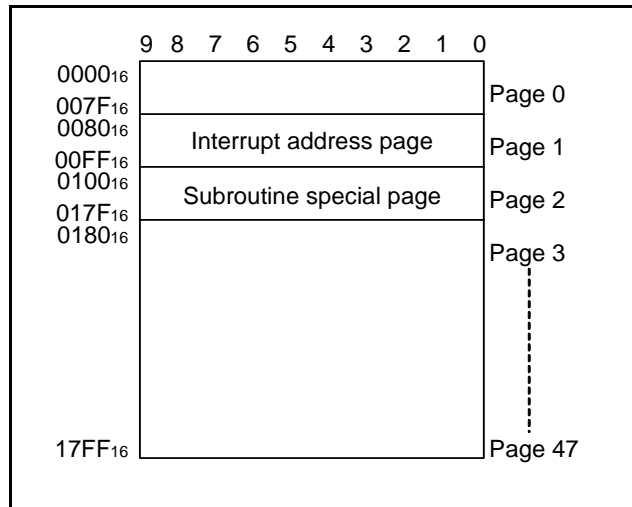 9 8 7 6 5 4 3 2 1 0
0000₁₆
Page 0
007F₁₆
0080₁₆
Interrupt address page
Page 1
00FF₁₆
0100₁₆
Subroutine special page
Page 2
017F₁₆
0180₁₆
Page 3
17FF₁₆
Page 47